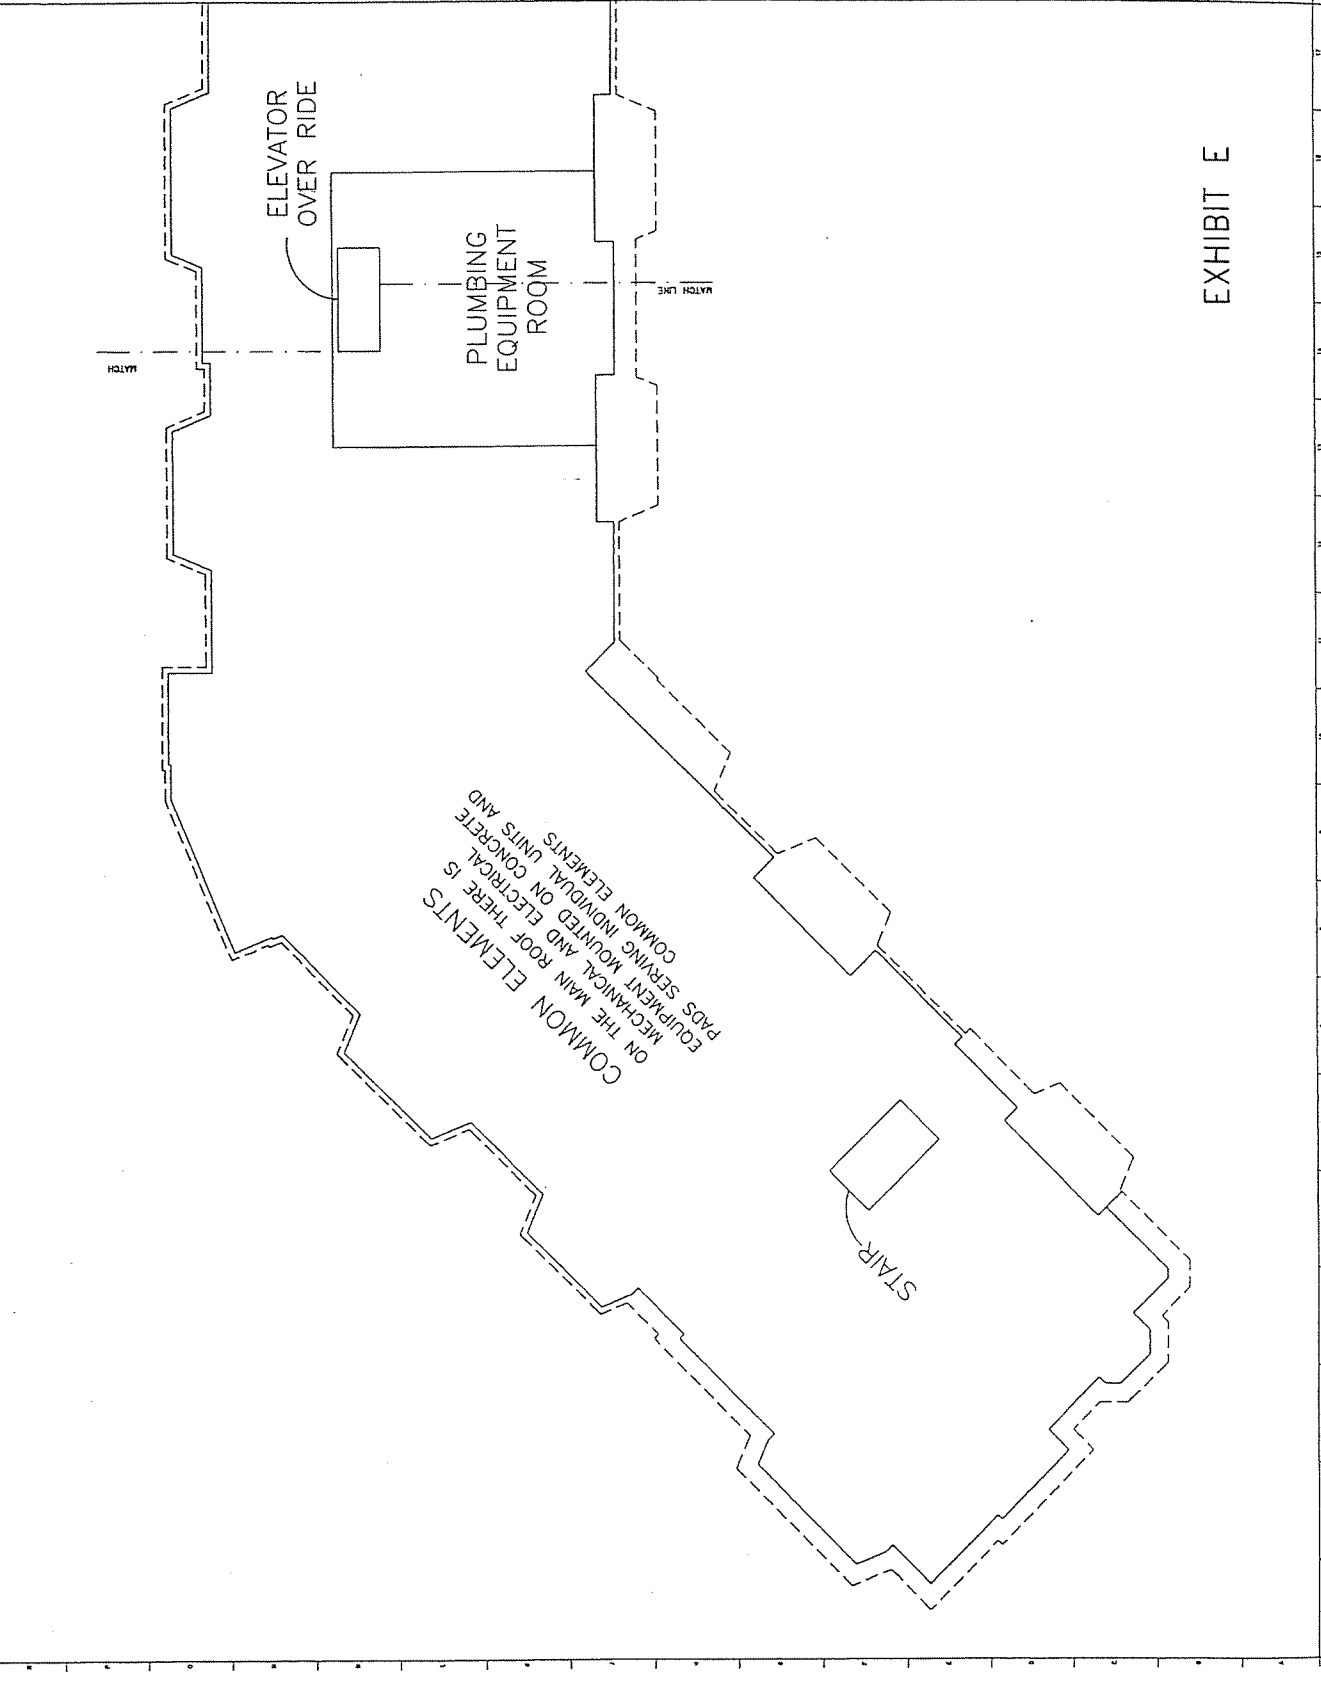 ELEVATOR
OVER RIDE
PLUMBING
EQUIPMENT
ROOM
MATCH
MATCH LINE
EXHIBIT E
COMMON ELEMENTS
ON THE MAIN ROOF THERE IS
MECHANICAL AND ELECTRICAL
EQUIPMENT MOUNTED ON CONCRETE
PADS SERVING INDIVIDUAL UNITS AND
COMMON ELEMENTS
STAIR